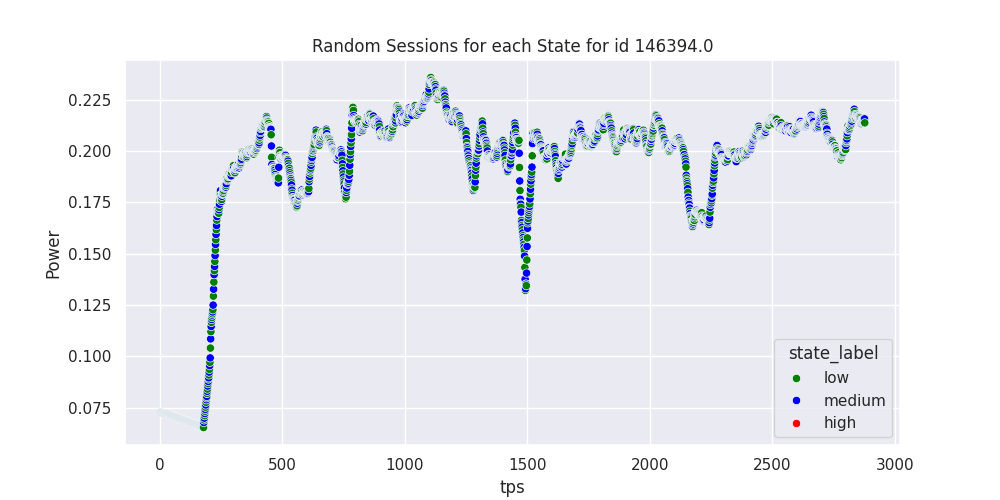 Random Sessions for each State for id 146394.0
Power
0.225
0.200
0.175
0.150
0.125
0.100
0.075
state_label
low
medium
high
0 500 1000 1500 2000 2500 3000
tps